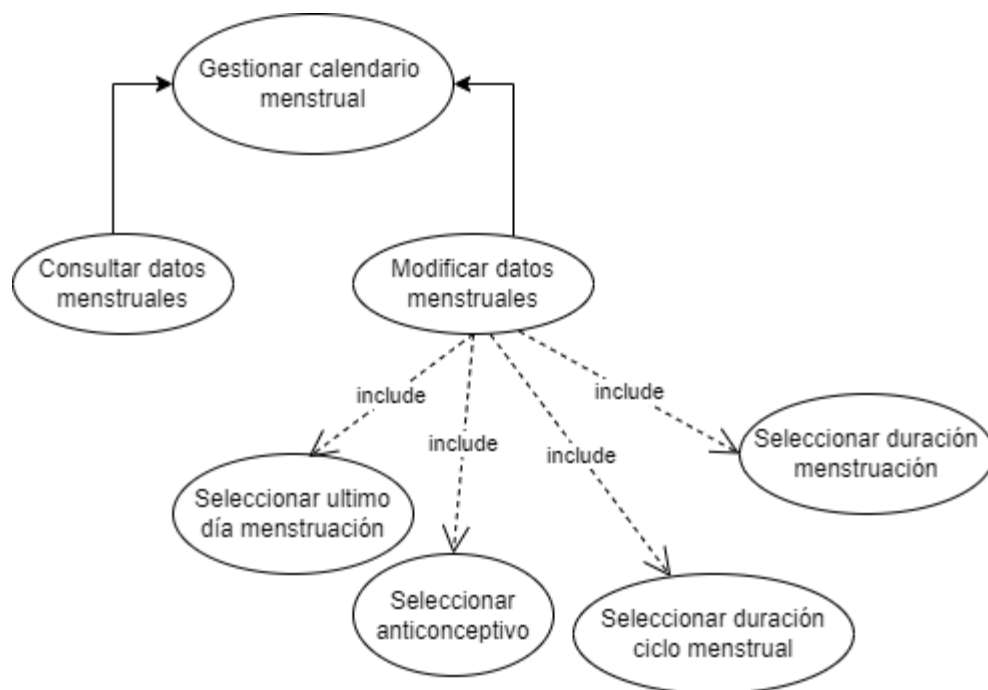 Gestionar calendario
menstrual
Consultar datos
menstruales
Modificar datos
menstruales
include
include
include
include
Seleccionar duración
menstruación
Seleccionar ultimo
día menstruación
Seleccionar
anticonceptivo
Seleccionar duración
ciclo menstrual